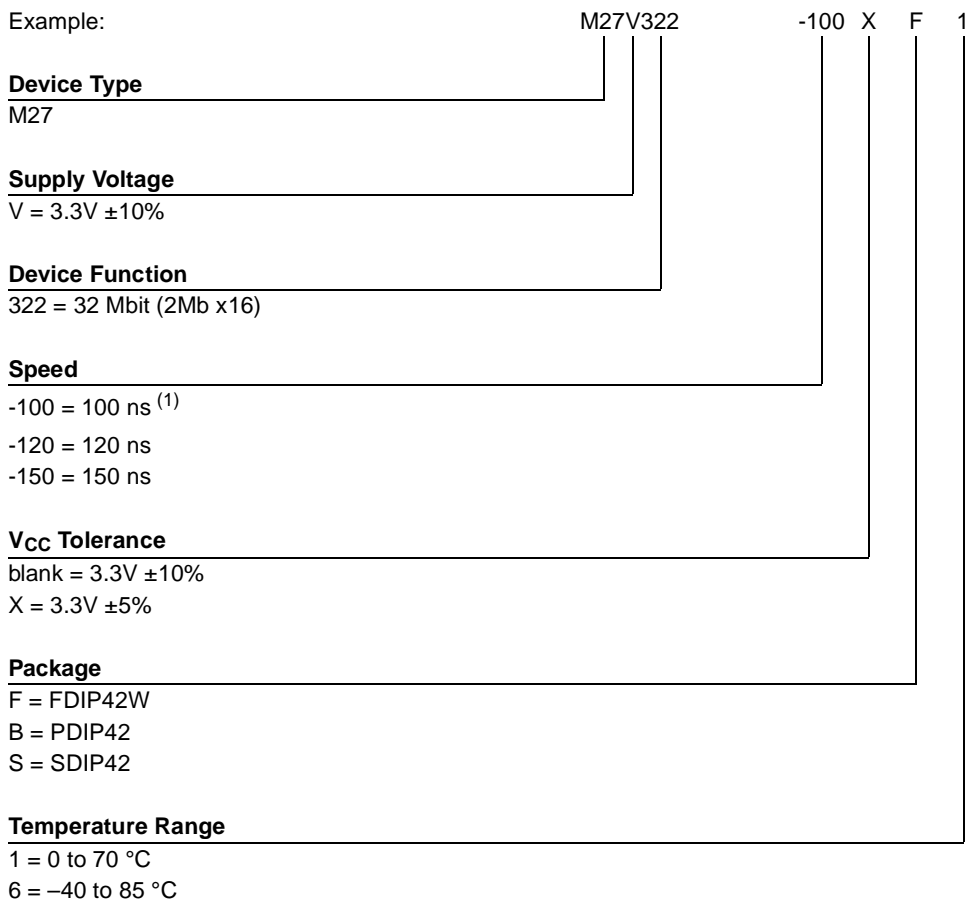 Example: M27V322 -100 X F 1
Device Type
M27
Supply Voltage
V = 3.3V ±10%
Device Function
322 = 32 Mbit (2Mb x16)
Speed
-100 = 100 ns (1)
-120 = 120 ns
-150 = 150 ns
VCC Tolerance
blank = 3.3V ±10%
X = 3.3V ±5%
Package
F = FDIP42W
B = PDIP42
S = SDIP42
Temperature Range
1 = 0 to 70 °C
6 = –40 to 85 °C